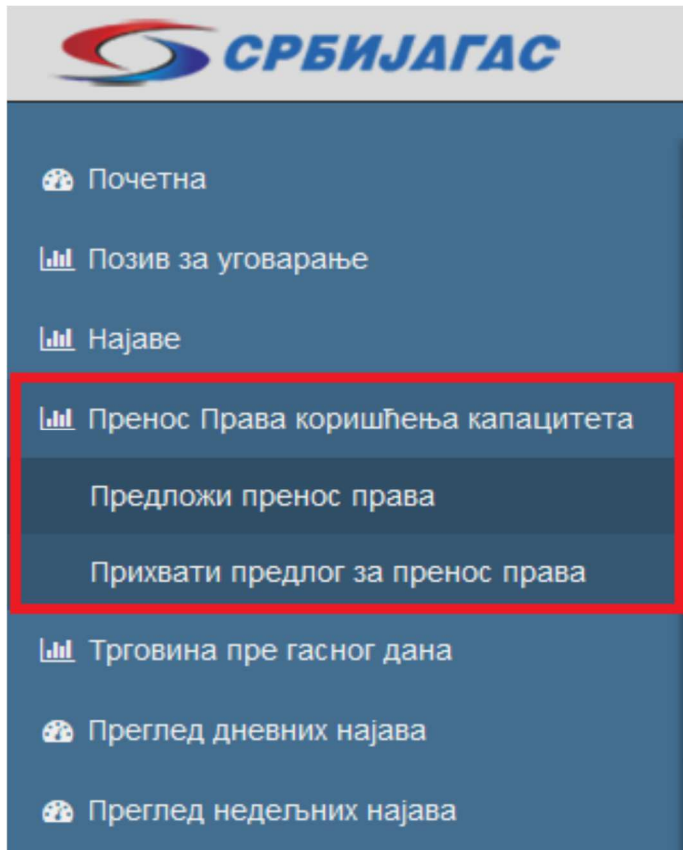 СРБИЈАГАС
Почетна
Позив за уговарање
Најаве
Пренос Права коришћења капацитета
Предложи пренос права
Прихвати предлог за пренос права
Трговина пре гасног дана
Преглед дневних најава
Преглед недељних најава